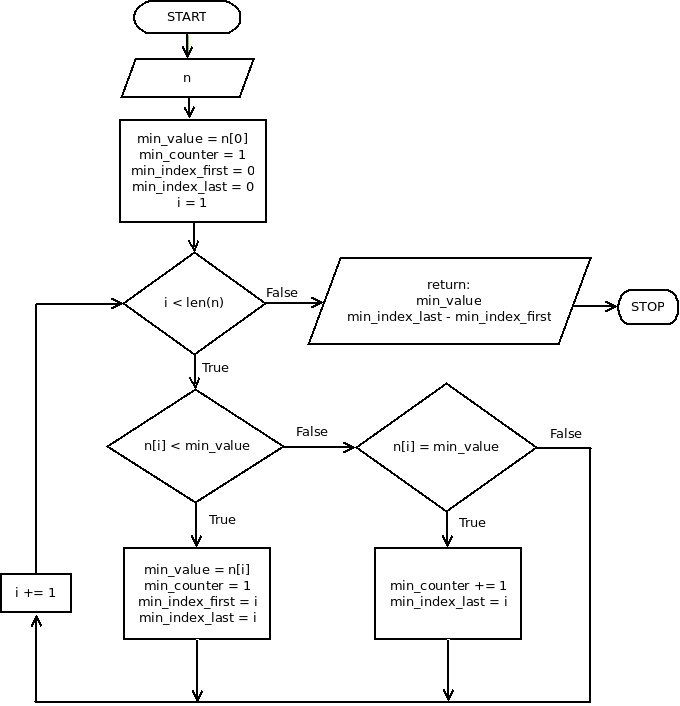 START
n
min_value = n[0]
min_counter = 1
min_index_first = 0
min_index_last = 0
i = 1
i < len(n)
False
return:
min_value
min_index_last - min_index_first
STOP
True
n[i] < min_value
False
n[i] = min_value
False
True
True
min_value = n[i]
min_counter = 1
min_index_first = i
min_index_last = i
min_counter += 1
min_index_last = i
i += 1